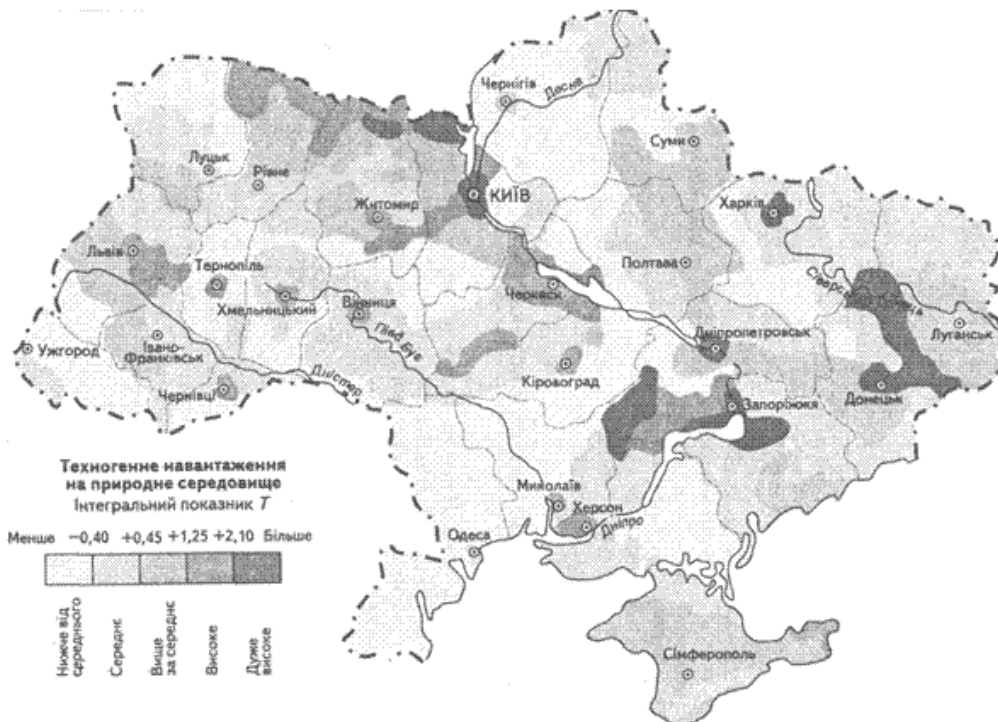 Чернігів
Десна
Суми
Луцьк
Рівне
КИЇВ
Житомир
Харків
Львів
Тернопіль
Полтава
Хмельницький
Вінниця
Черкаси
Луганськ
Дніпропетровськ
Ужгород
Івано-
Франківськ
Півд Буг
Кіровоград
Дністер
Чернівці
Донецьк
Запоріжжя
Техногенне навантаження
на природне середовище
Інтегральний показник T
Менше −0,40 +0,45 +1,25 +2,10 Більше
Нижче від
середнього
Середнє
Вище
за середнє
Високе
Дуже
високе
Миколаїв
Херсон
Дніпро
Одеса
Сімферополь